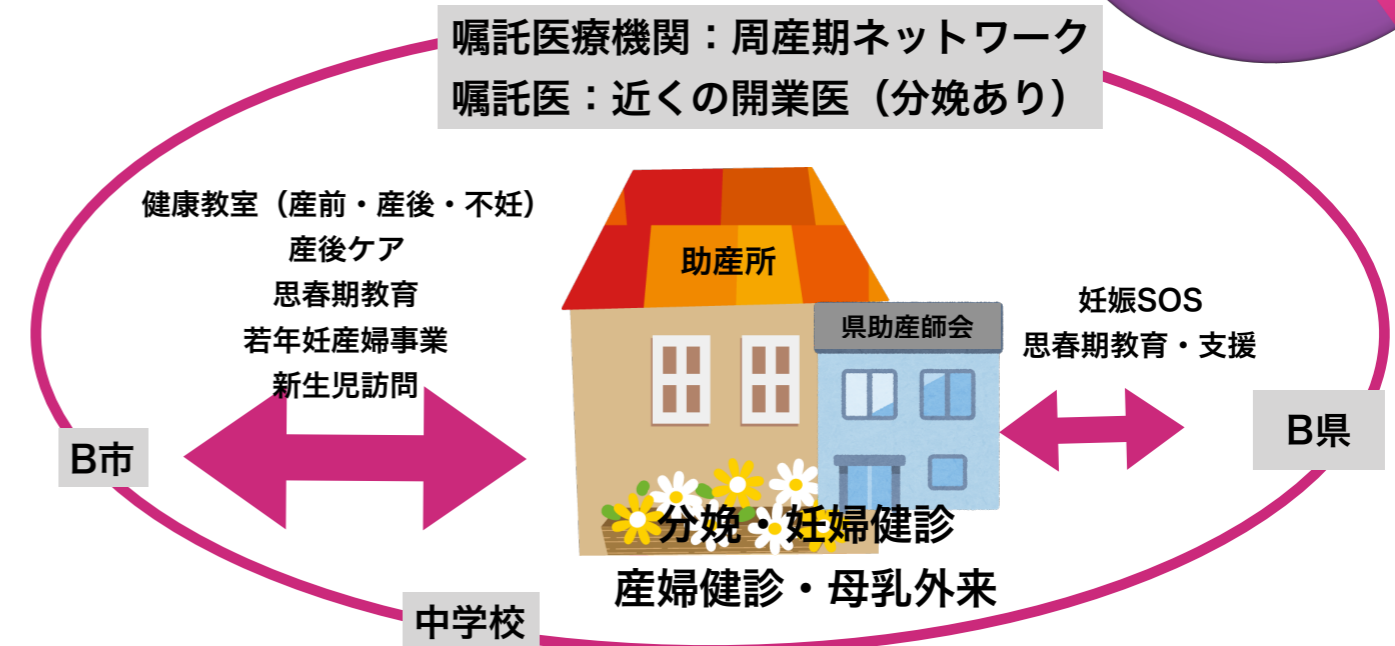 嘱託医療機関：周産期ネットワーク
嘱託医：近くの開業医（分娩あり）
健康教室（産前・産後・不妊）
産後ケア
思春期教育
若年妊産婦事業
新生児訪問
B市
助産所
県助産師会
妊娠SOS
思春期教育・支援
B県
分娩・妊婦健診
産婦健診・母乳外来
中学校